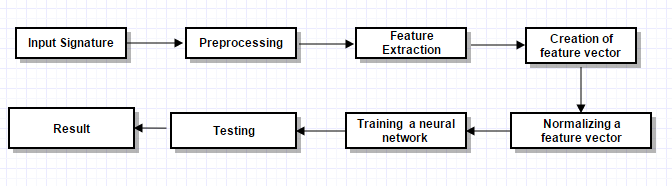 Input Signature
Preprocessing
Feature
Extraction
Creation of
feature vector
Normalizing a
feature vector
Training a neural
network
Testing
Result